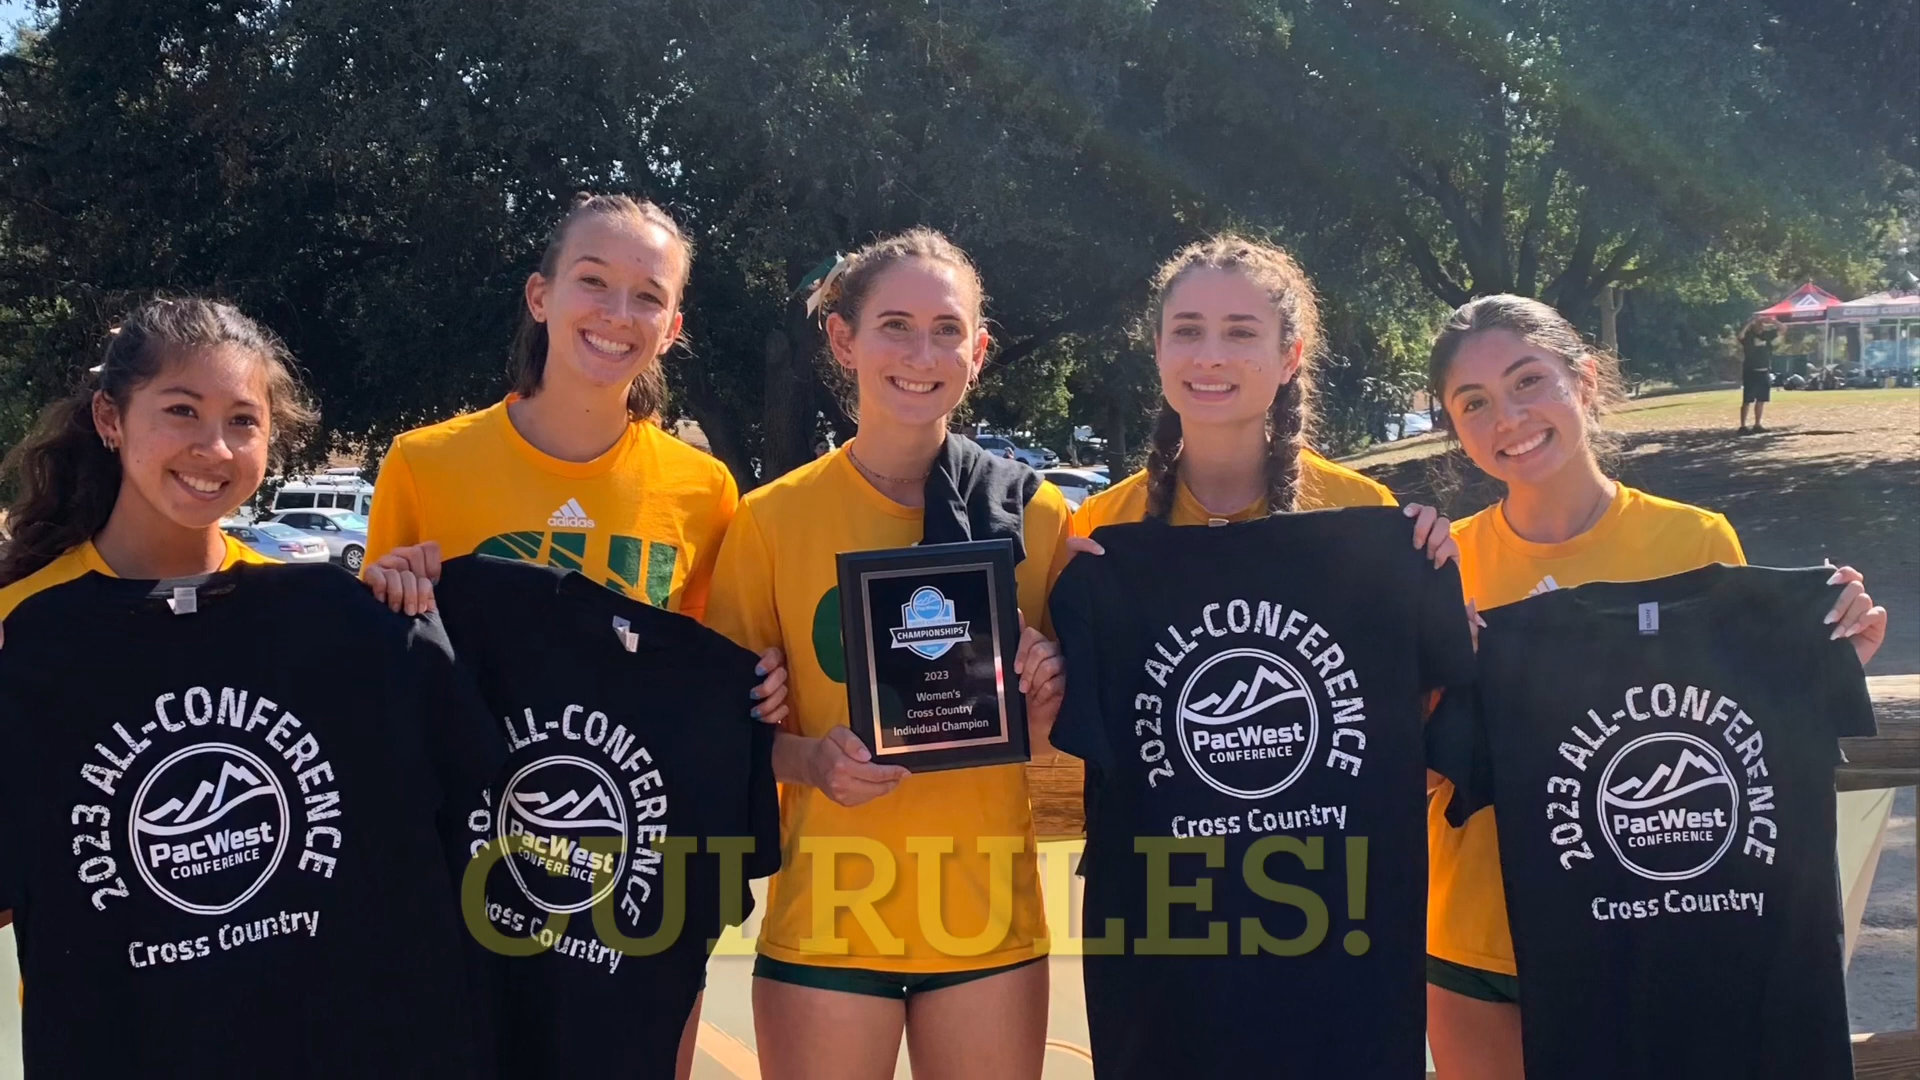 adidas
CUI
CHAMPIONSHIPS
2023
Women's
Cross Country
Individual Champion
2023 ALL-CONFERENCE
PacWest
CONFERENCE
Cross Country
ALL-CONFERENCE
PacWest
CONFERENCE
Cross Country
2023 ALL-CONFERENCE
PacWest
CONFERENCE
Cross Country
2023 ALL-CONFERENCE
PacWest
CONFERENCE
Cross Country
CUI RULES!